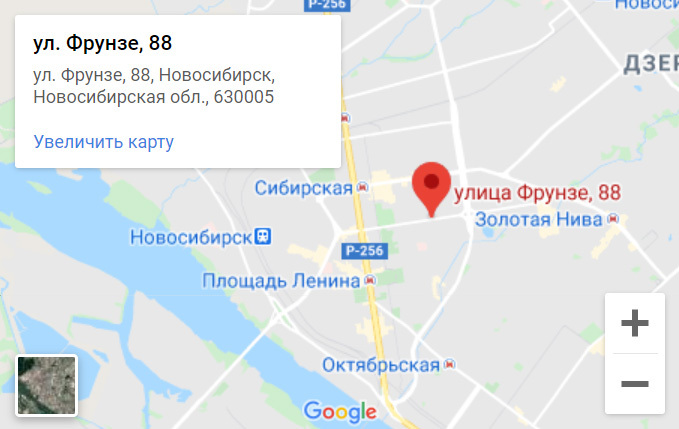 Р-256
Новосиб
ул. Фрунзе, 88
ул. Фрунзе, 88, Новосибирск,
Новосибирская обл., 630005
Увеличить карту
ДЗЕР
Сибирская
улица Фрунзе, 88
Золотая Нива
Новосибирск
Р-256
Площадь Ленина
Октябрьская
Google
+
−